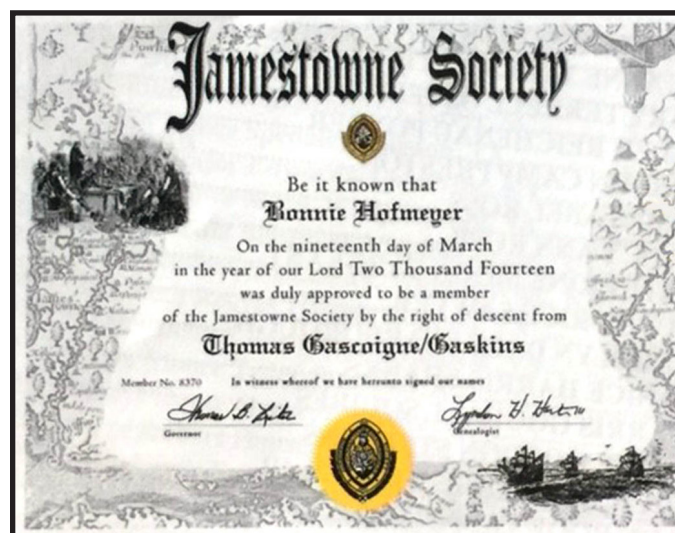 Jamestowne Society
Be it known that
Bonnie Hofmeyer
On the nineteenth day of March
in the year of our Lord Two Thousand Fourteen
was duly approved to be a member
of the Jamestowne Society by the right of descent from
Thomas Gascoigne/Gaskins
Member No. 8370 In witness whereof we have hereunto signed our names
Governor Genealogist